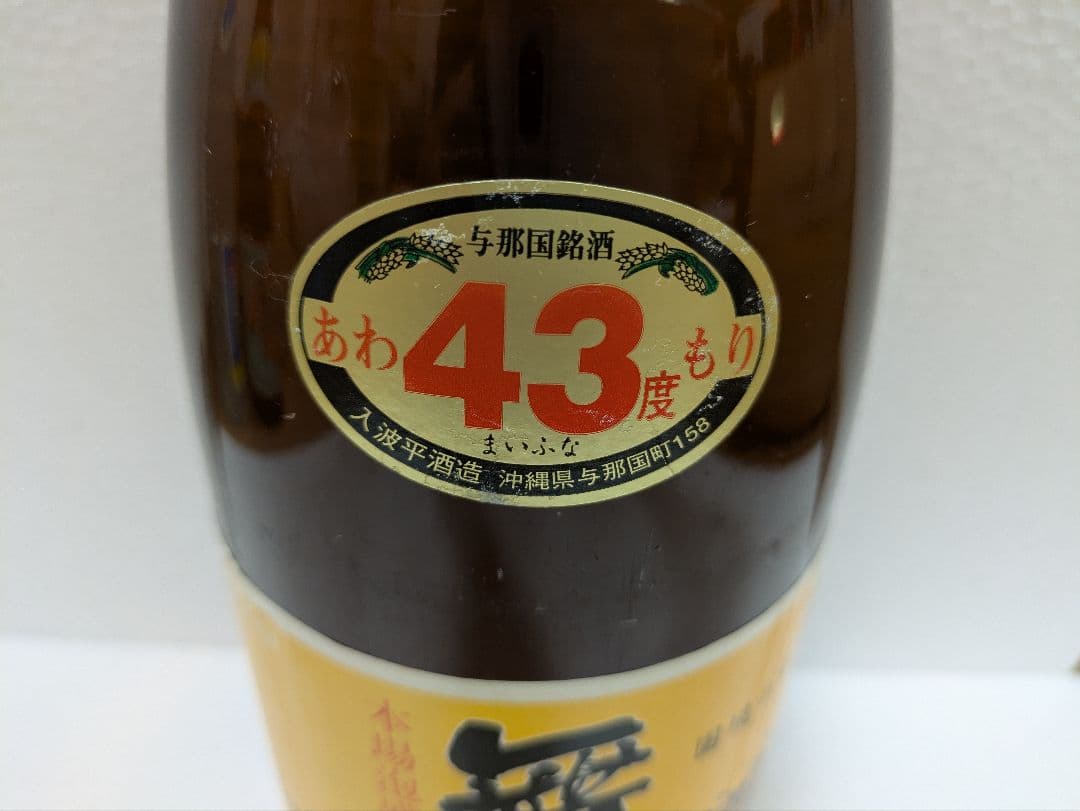 与那国銘酒
あわ43度もり
まいふな
入波平酒造 沖縄県与那国町158
舞